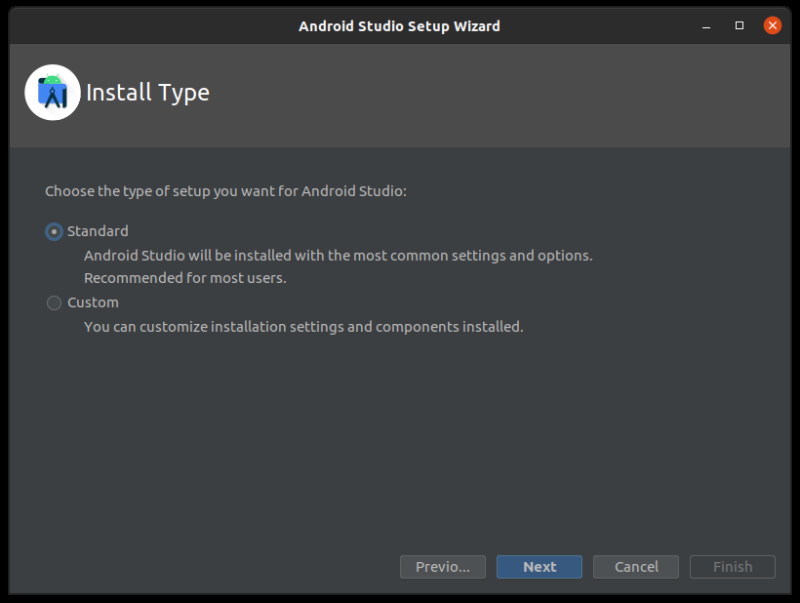 Android Studio Setup Wizard
Install Type
Choose the type of setup you want for Android Studio:
Standard
Android Studio will be installed with the most common settings and options.
Recommended for most users.
Custom
You can customize installation settings and components installed.
Previo... Next Cancel Finish